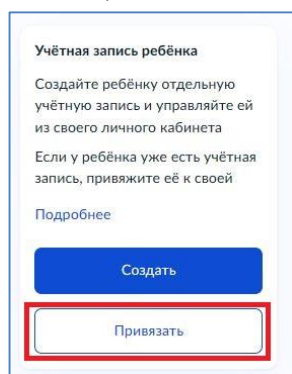 Учётная запись ребёнка
Создайте ребёнку отдельную
учётную запись и управляйте ей
из своего личного кабинета
Если у ребёнка уже есть учётная
запись, привяжите её к своей
Подробнее
Создать
Привязать